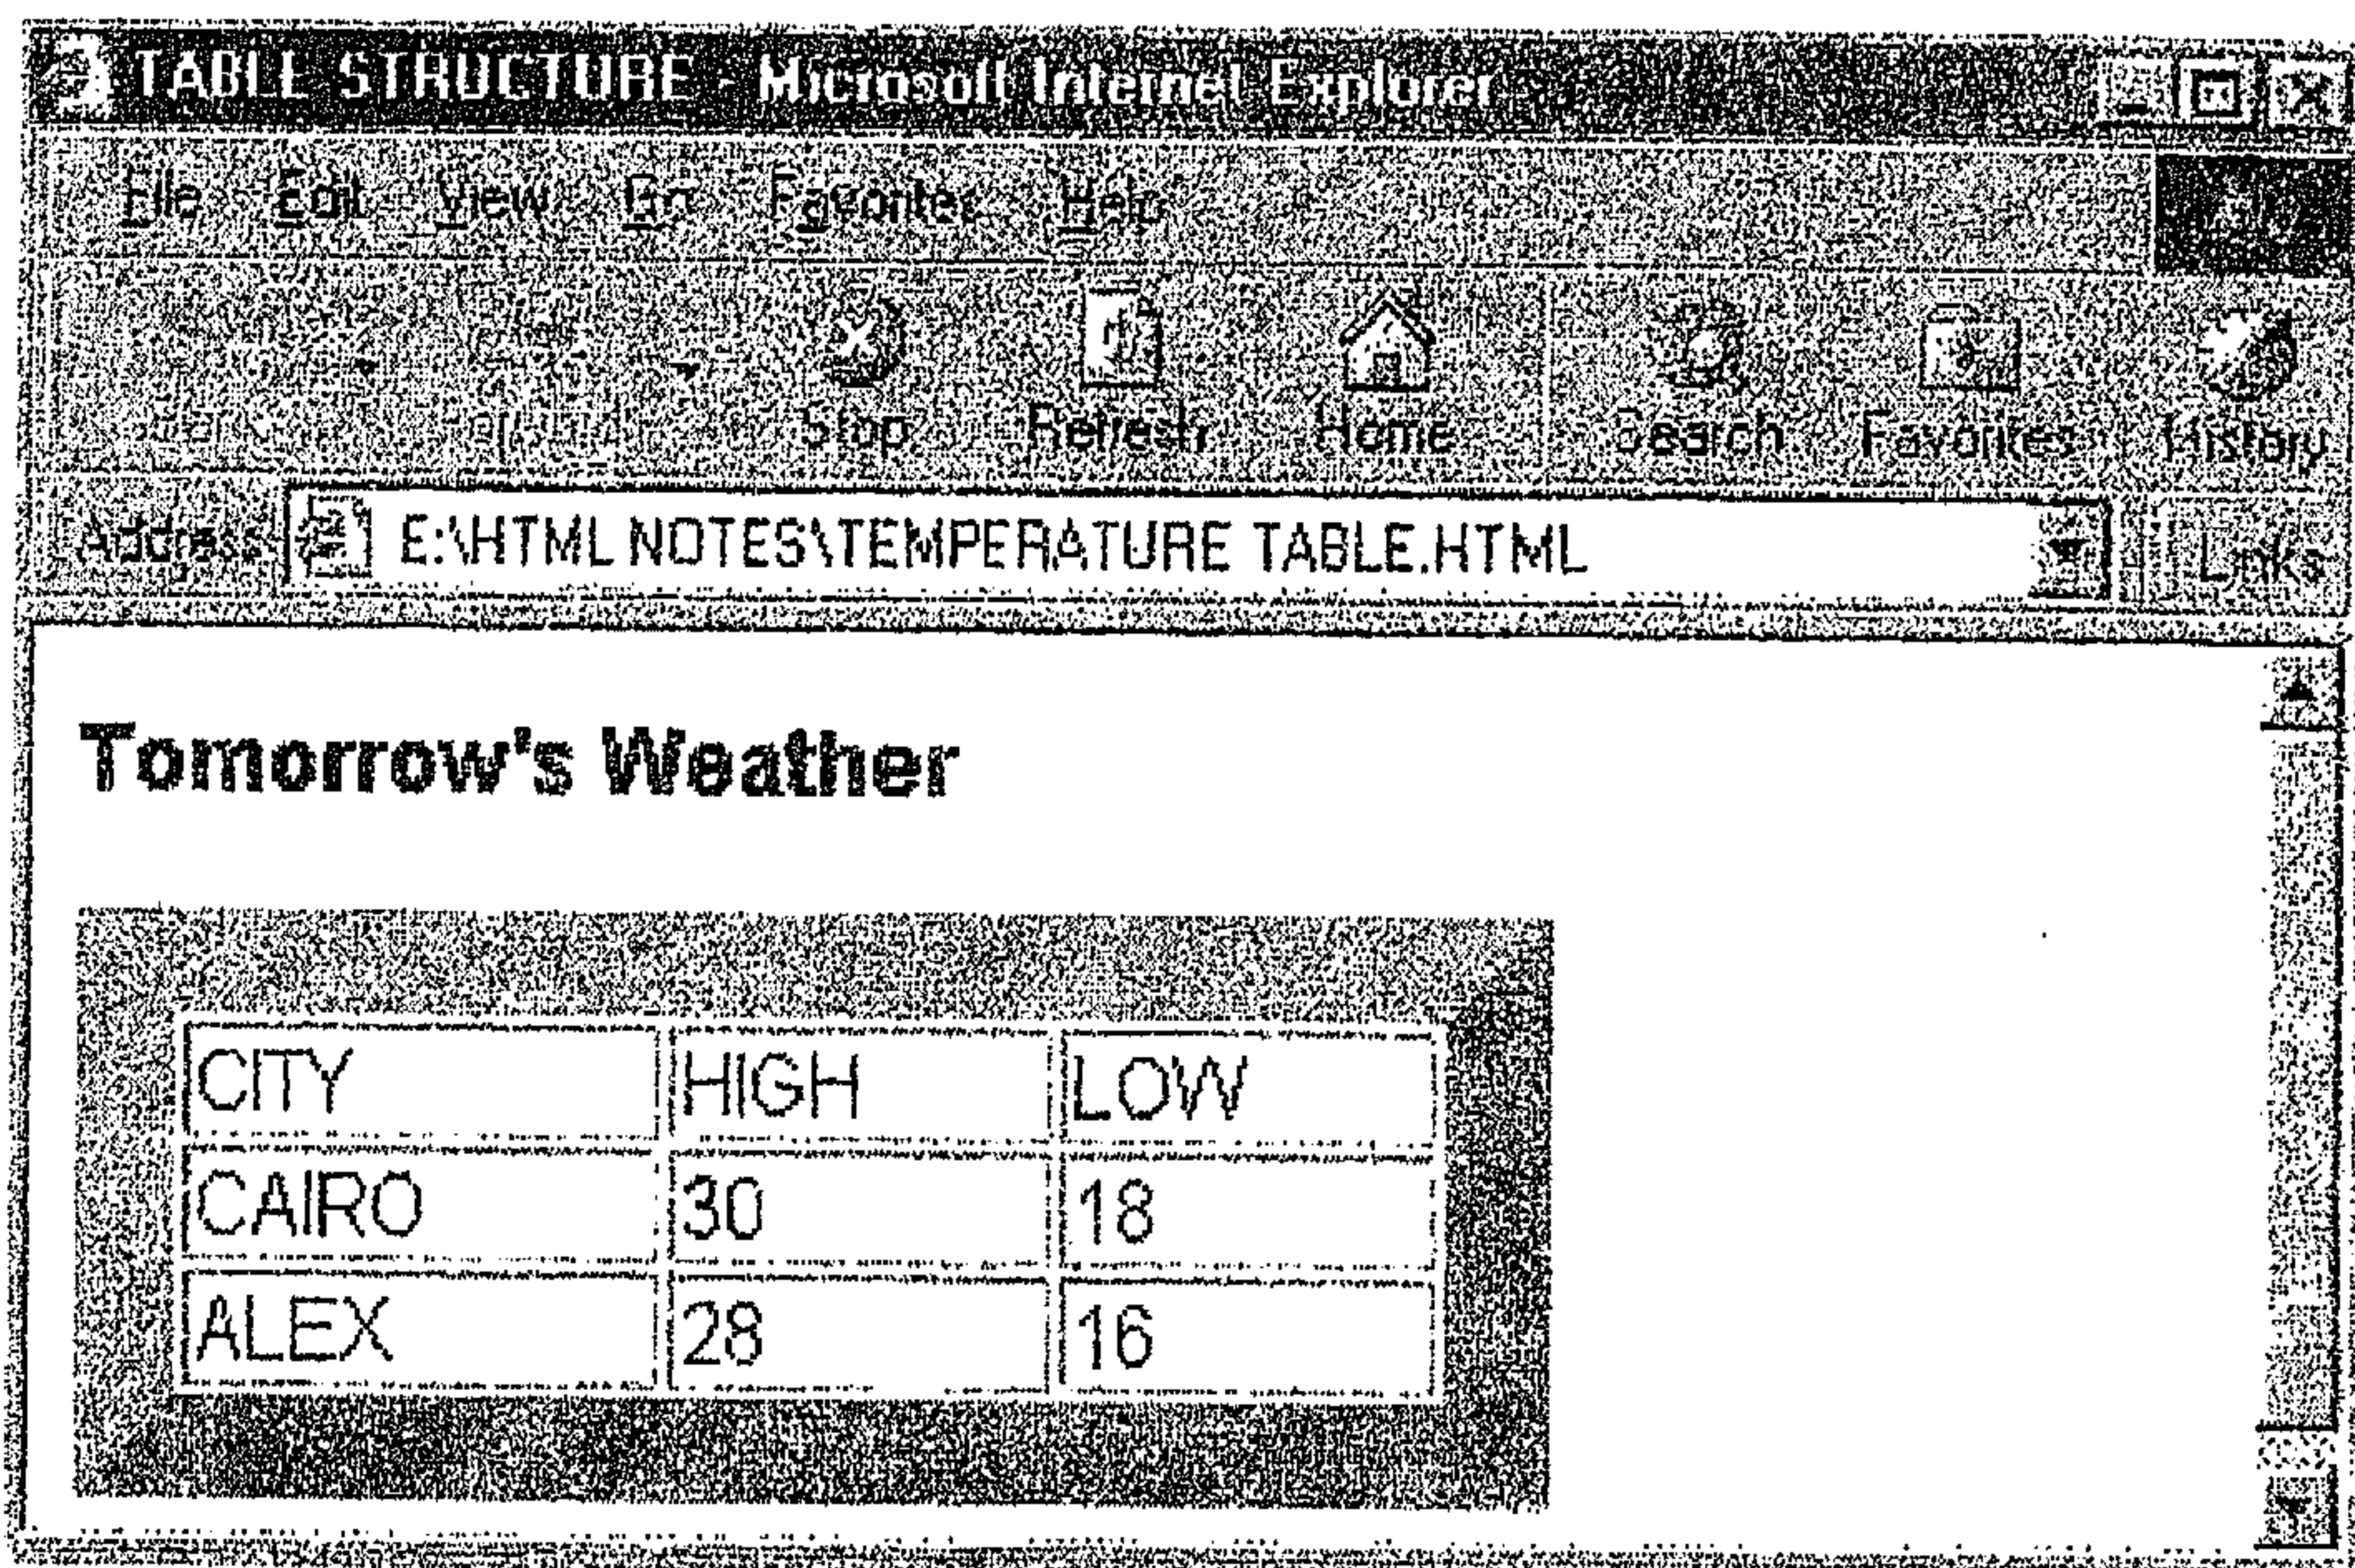 TABLE STRUCTURE - Microsoft Internet Explorer
File Edit View Go Favorites Help
Stop Refresh Home Search Favorites History
Address E:\HTML NOTES\TEMPERATURE TABLE.HTML Links
Tomorrow's Weather
CITY HIGH LOW
CAIRO 30 18
ALEX 28 16